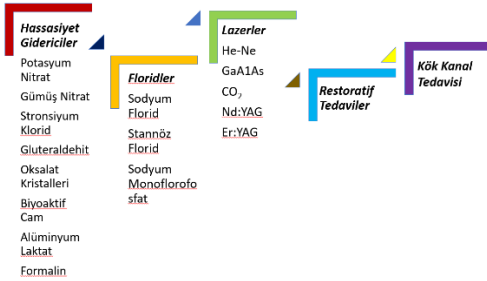 Hassasiyet
Gidericiler
Potasyum
Nitrat
Gümüş Nitrat
Stronsiyum
Klorid
Gluteraldehit
Oksalat
Kristalleri
Biyoaktif
Cam
Alüminyum
Laktat
Formalin
Floridler
Sodyum
Florid
Stannöz
Florid
Sodyum
Monoflorofo
sfat
Lazerler
He-Ne
GaA1As
CO2
Nd:YAG
Er:YAG
Restoratif
Tedaviler
Kök Kanal
Tedavisi